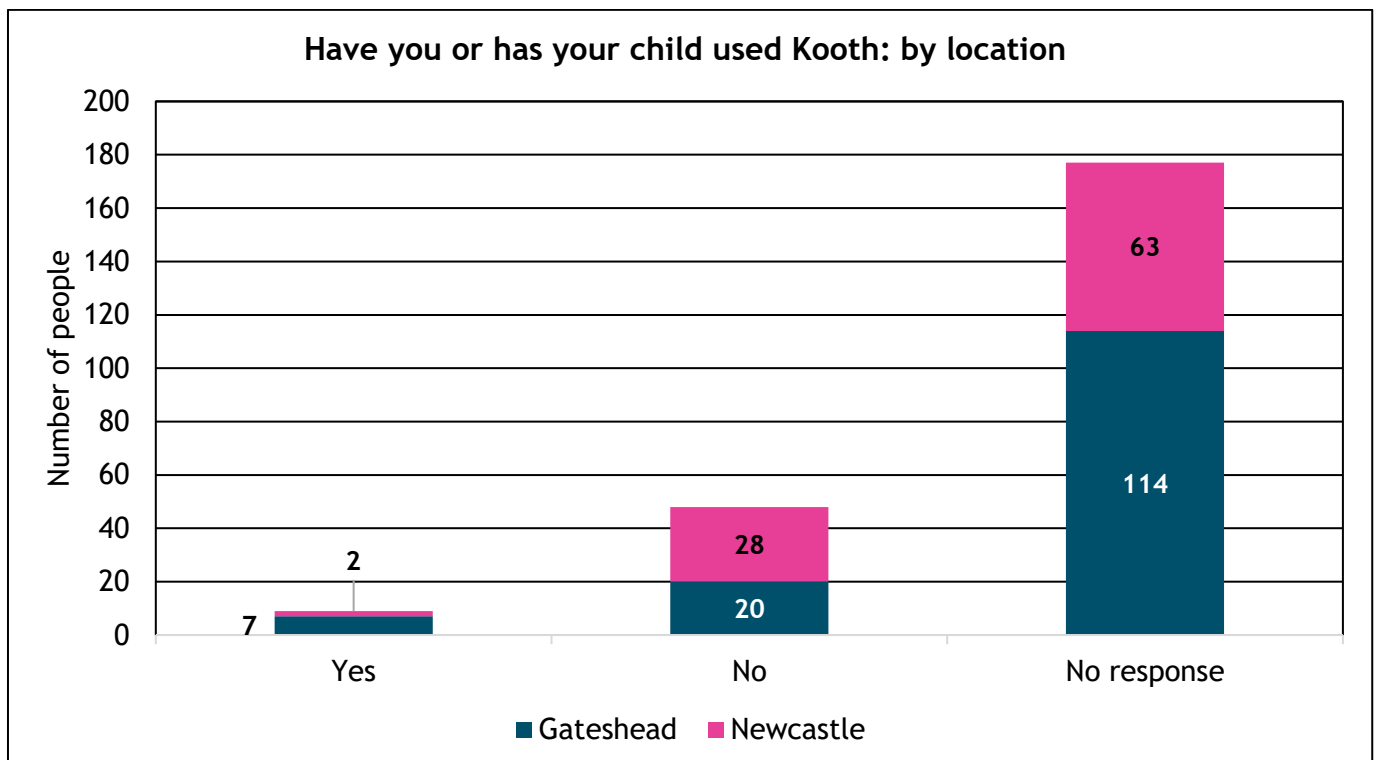 Have you or has your child used Kooth: by location
Number of people
200
180
160
140
120
100
80
60
40
20
0
7
2
20
28
114
63
Yes
No
No response
Gateshead
Newcastle